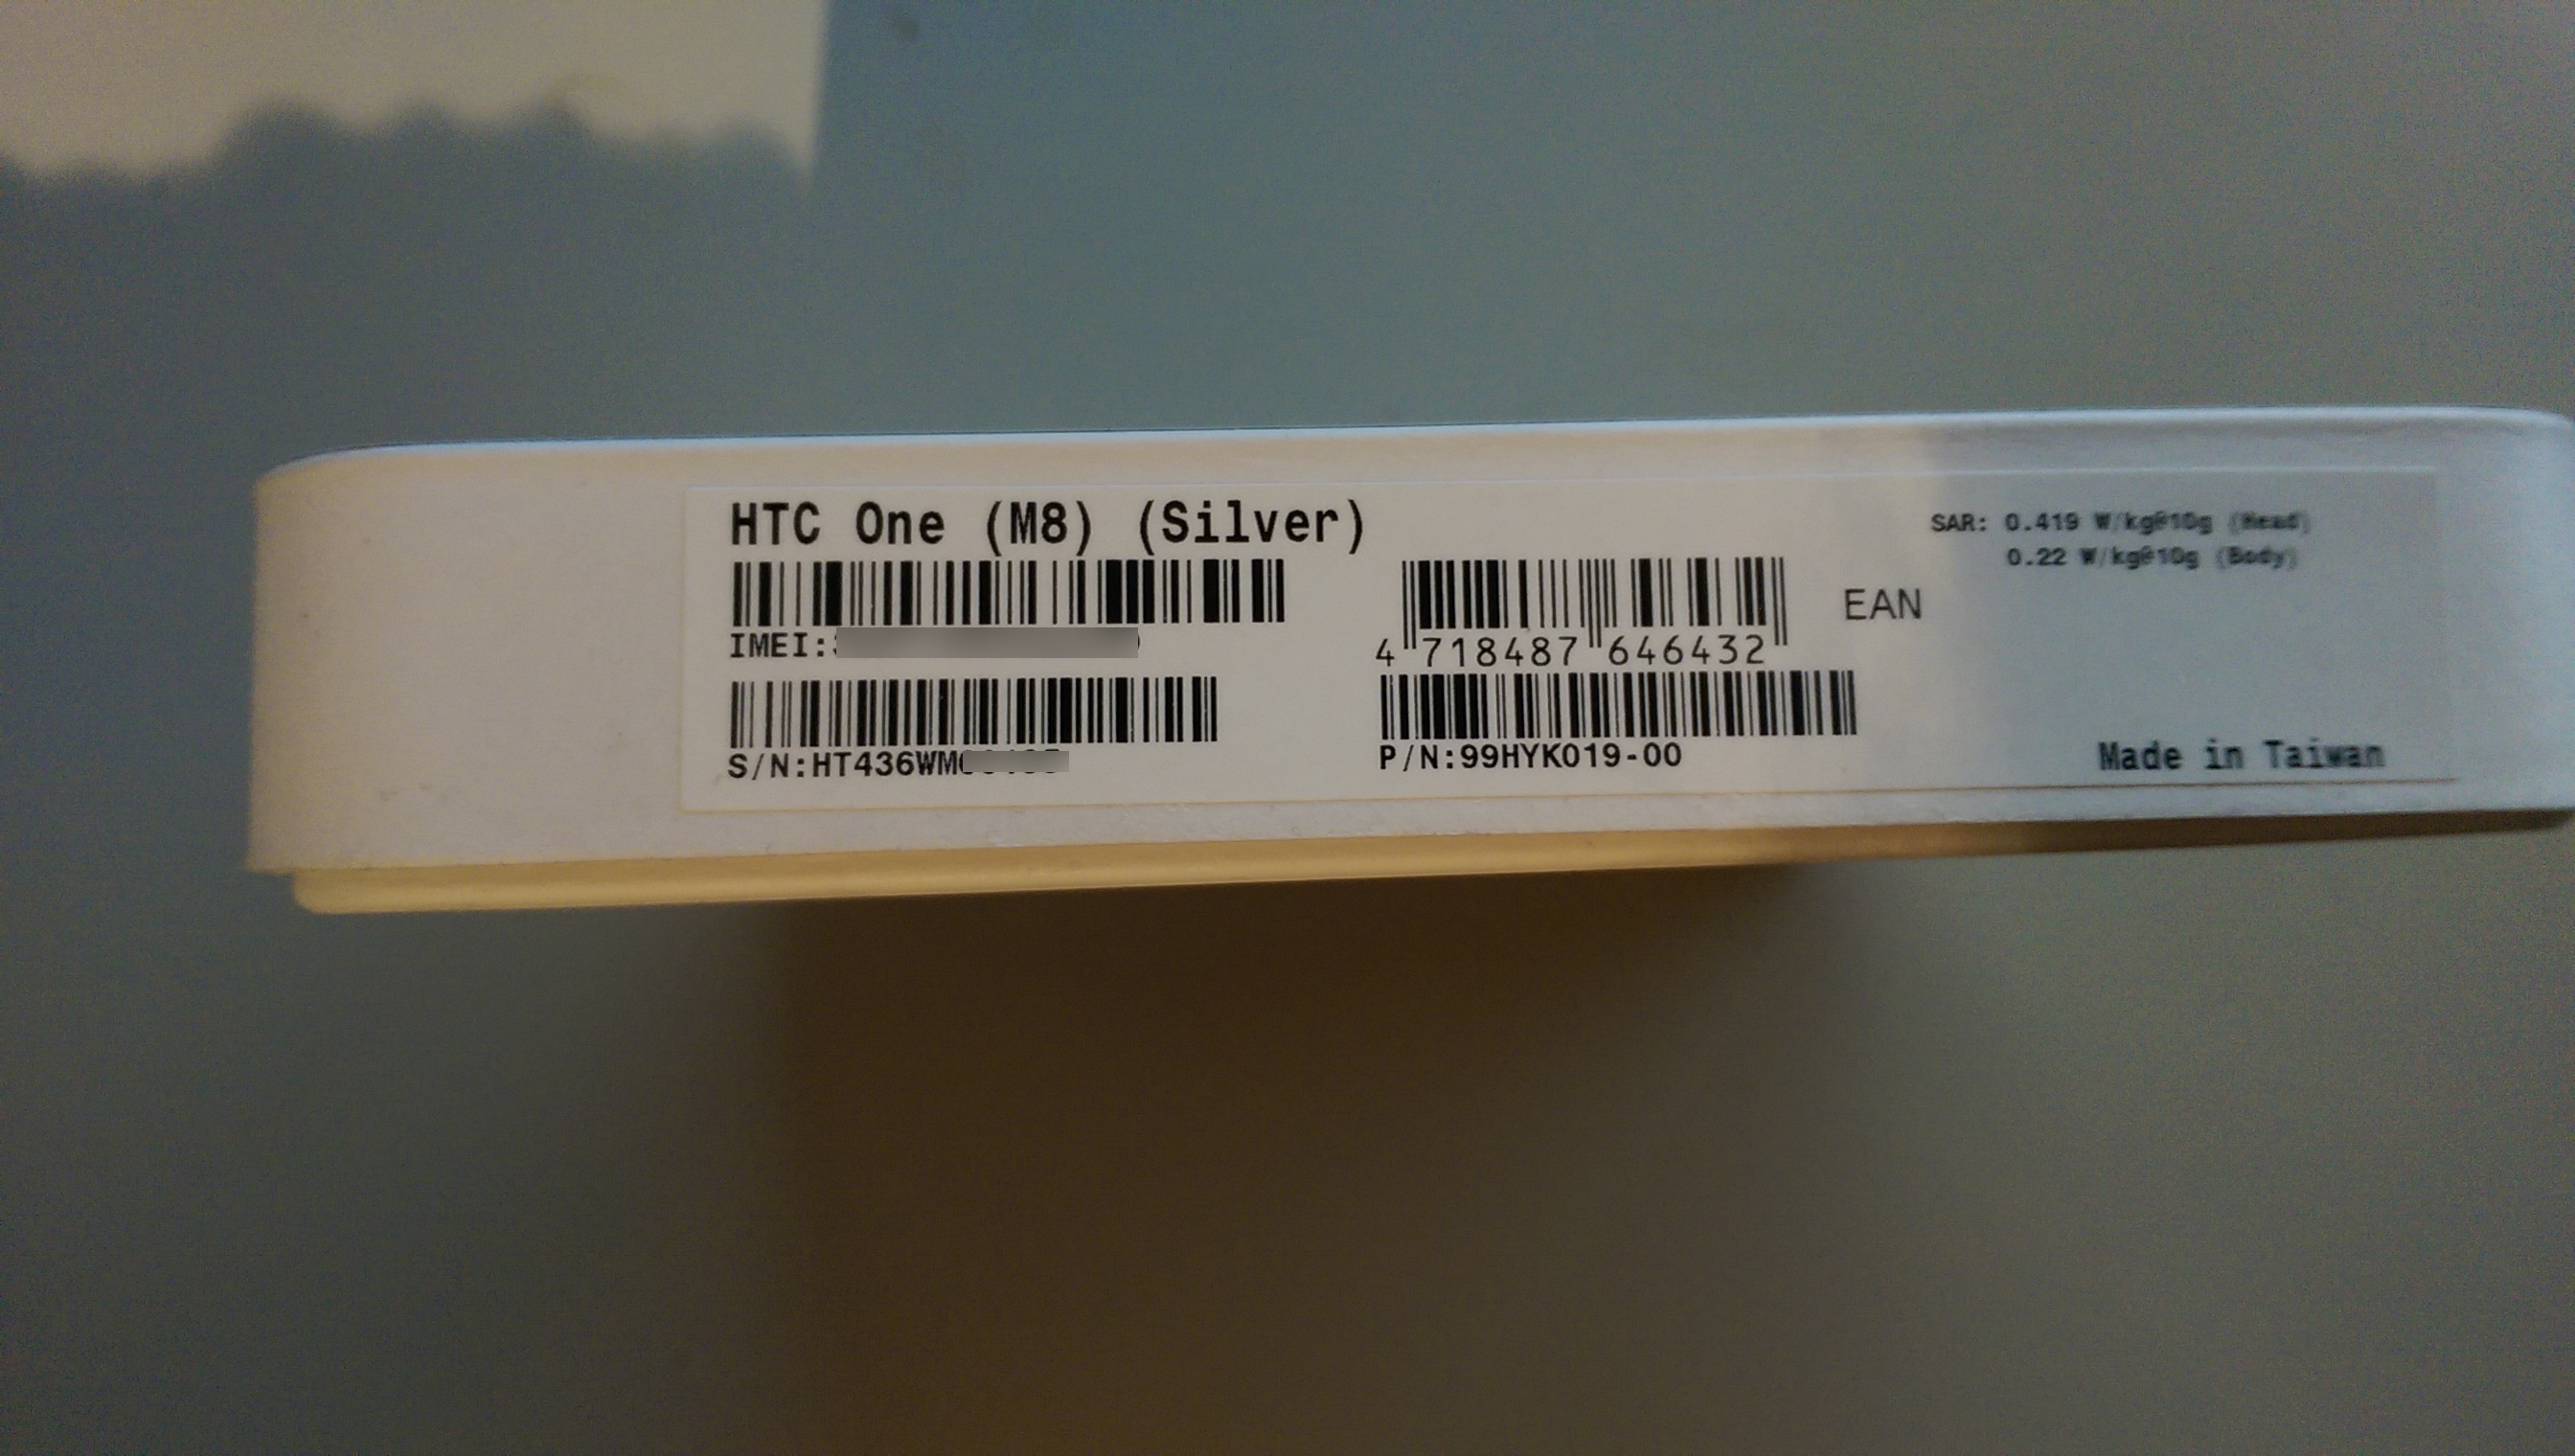 HTC One (M8) (Silver)
IMEI:
S/N:HT436WM
4 718487 646432
EAN
P/N:99HYK019-00
SAR: 0.419 W/kg@10g (Head)
0.22 W/kg@10g (Body)
Made in Taiwan